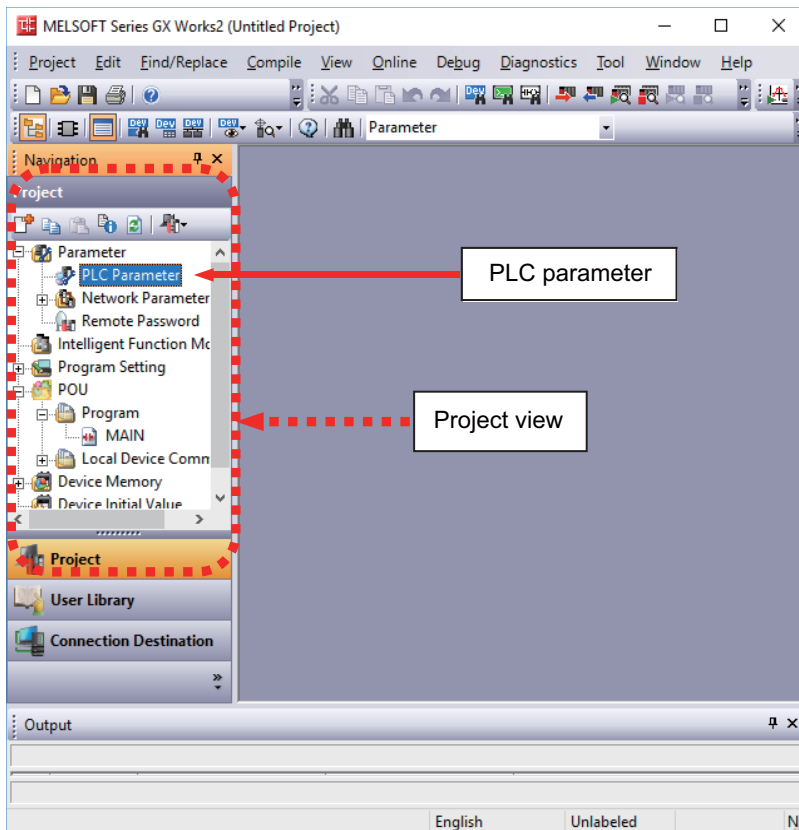 MELSOFT Series GX Works2 (Untitled Project)
Project Edit Find/Replace Compile View Online Debug Diagnostics Tool Window Help
Parameter
Navigation
Project
Parameter
PLC Parameter
PLC parameter
Network Parameter
Remote Password
Intelligent Function Mo
Program Setting
POU
Program
Project view
MAIN
Local Device Comm
Device Memory
Device Initial Value
Project
User Library
Connection Destination
Output
English Unlabeled N